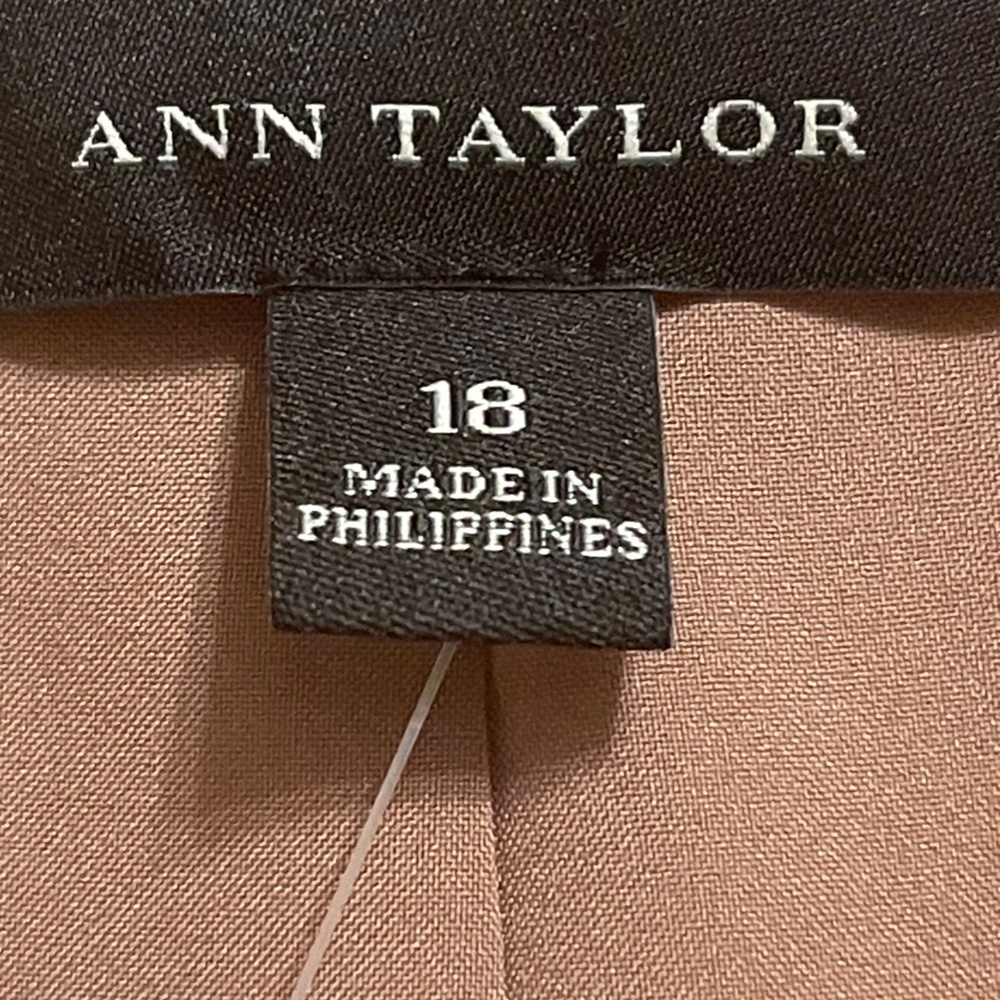 ANN TAYLOR
18
MADE IN
PHILIPPINES